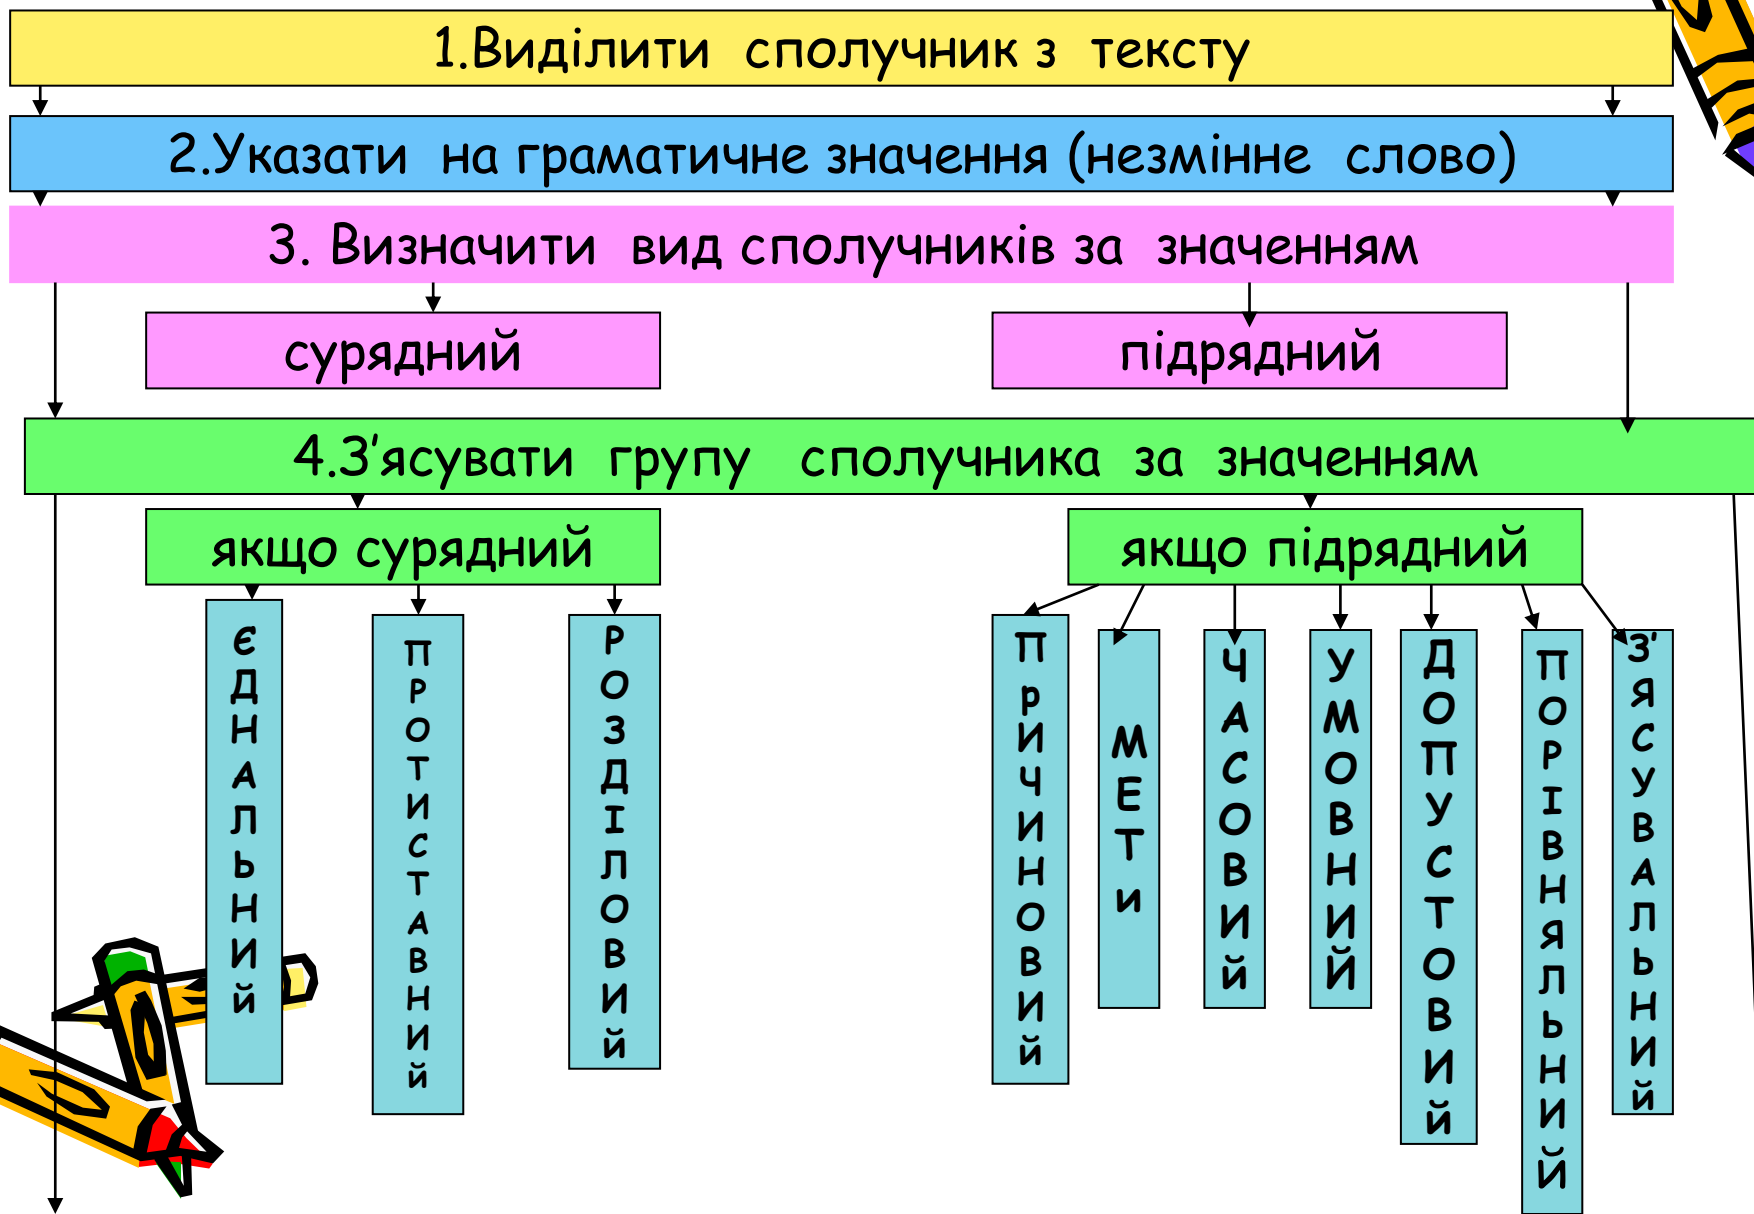 1.Виділити сполучник з тексту
2.Указати на граматичне значення (незмінне слово)
3. Визначити вид сполучників за значенням
сурядний
підрядний
4.З'ясувати групу сполучника за значенням
якщо сурядний
якщо підрядний
ЄДНАЛЬНИй
ПРОТИСТАВНИй
РОЗДІЛОВИй
ПрИЧИНОВИй
МЕТи
ЧАСОВИй
УМОВНИЙ
ДОПУСТОВИй
ПОРІВНЯЛЬНИЙ
З'ЯСУВАЛЬНИй